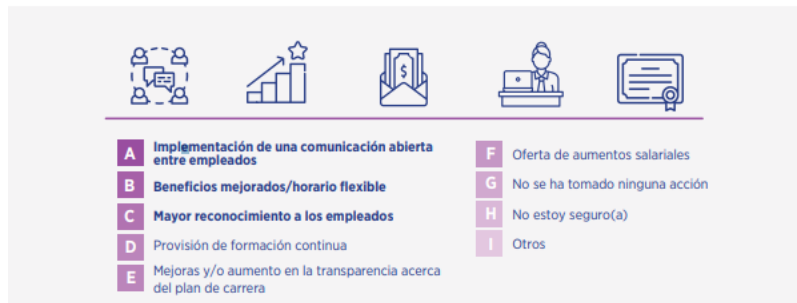 $
A Implementación de una comunicación abierta
entre empleados
B Beneficios mejorados/horario flexible
C Mayor reconocimiento a los empleados
D Provisión de formación continua
E Mejoras y/o aumento en la transparencia acerca
del plan de carrera
F Oferta de aumentos salariales
G No se ha tomado ninguna acción
H No estoy seguro(a)
I Otros